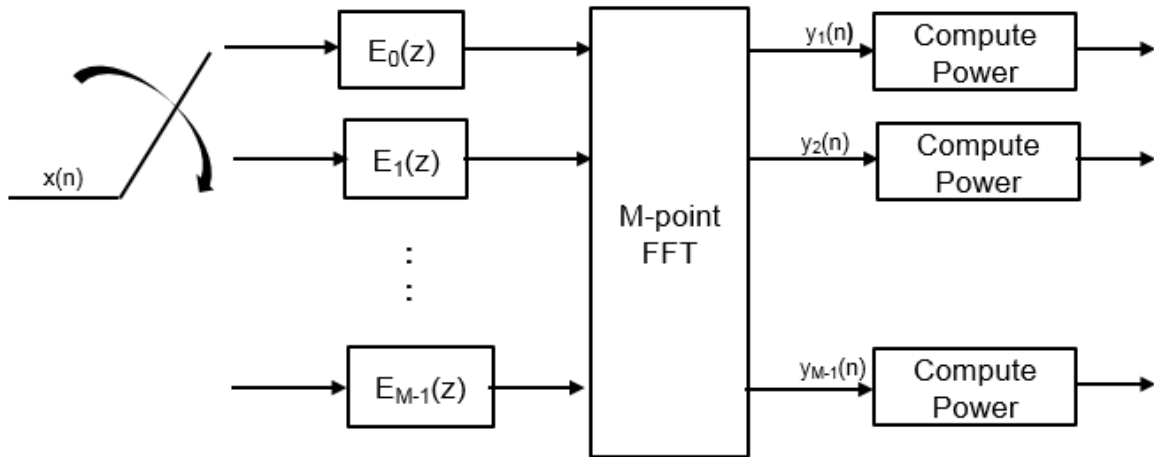 E0(z)
y1(n)
Compute
Power
x(n)
E1(z)
y2(n)
Compute
Power
M-point
FFT
EM-1(z)
yM-1(n)
Compute
Power